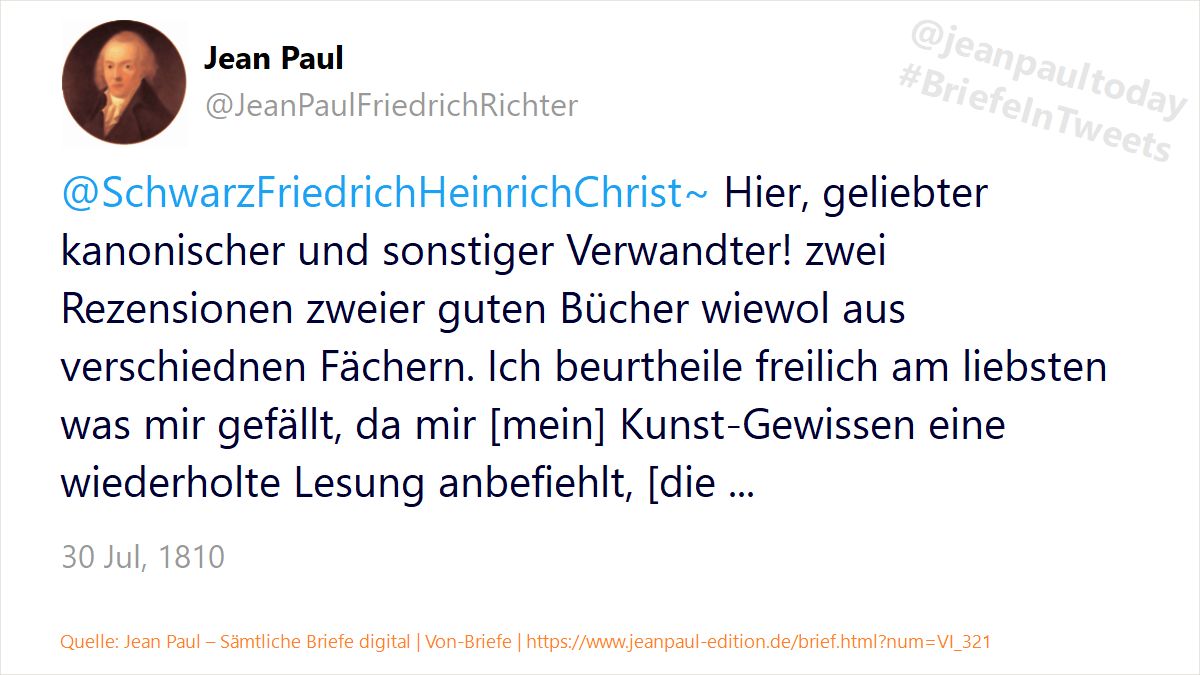 @jeanpaultoday
#BriefeInTweets
Jean Paul
@JeanPaulFriedrichRichter
@SchwarzFriedrichHeinrichChrist~ Hier, geliebter
kanonischer und sonstiger Verwandter! zwei
Rezensionen zweier guten Bücher wiewol aus
verschiednen Fächern. Ich beurtheile freilich am liebsten
was mir gefällt, da mir [mein] Kunst-Gewissen eine
wiederholte Lesung anbefiehlt, [die ...
30 Jul, 1810
Quelle: Jean Paul – Sämtliche Briefe digital | Von-Briefe | https://www.jeanpaul-edition.de/brief.html?num=VI_321